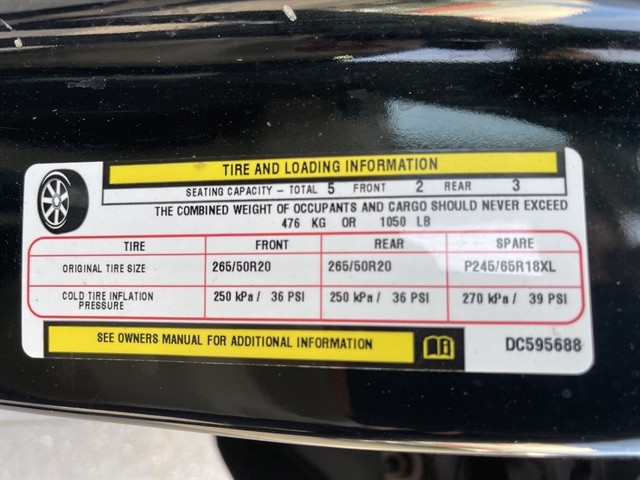 TIRE AND LOADING INFORMATION
SEATING CAPACITY - TOTAL 5 FRONT 2 REAR 3
THE COMBINED WEIGHT OF OCCUPANTS AND CARGO SHOULD NEVER EXCEED
476 KG OR 1050 LB
TIRE FRONT REAR SPARE
ORIGINAL TIRE SIZE 265/50R20 265/50R20 P245/65R18XL
COLD TIRE INFLATION PRESSURE 250 kPa / 36 PSI 250 kPa / 36 PSI 270 kPa / 39 PSI
SEE OWNERS MANUAL FOR ADDITIONAL INFORMATION DC595688